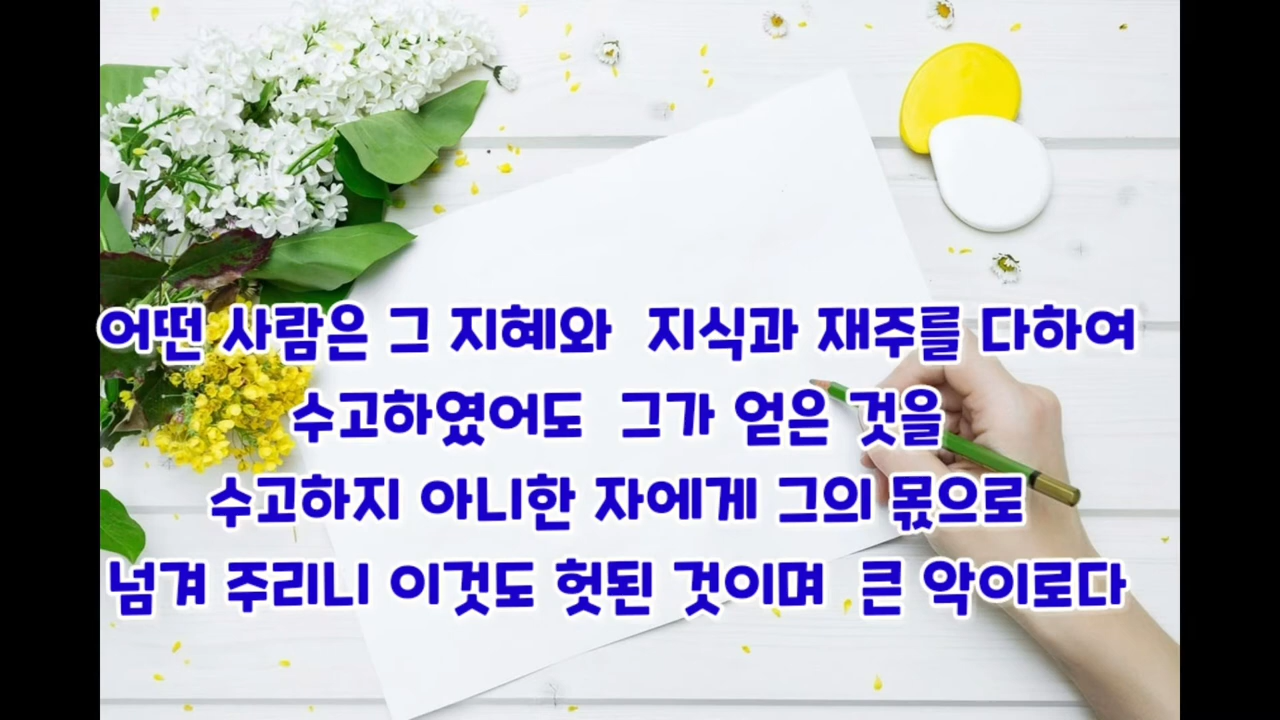 어떤 사람은 그 지혜와 지식과 재주를 다하여
수고하였어도 그가 얻은 것을
수고하지 아니한 자에게 그의 몫으로
넘겨 주리니 이것도 헛된 것이며 큰 악이로다